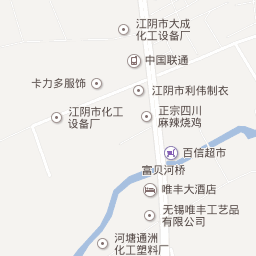 江阴市大成
化工设备厂
中国联通
卡力多服饰
江阴市利伟制衣
江阴市化工
设备厂
正宗四川
麻辣烧鸡
百信超市
富贝河桥
唯丰大酒店
无锡唯丰工艺品
有限公司
河塘通洲
化工塑料厂